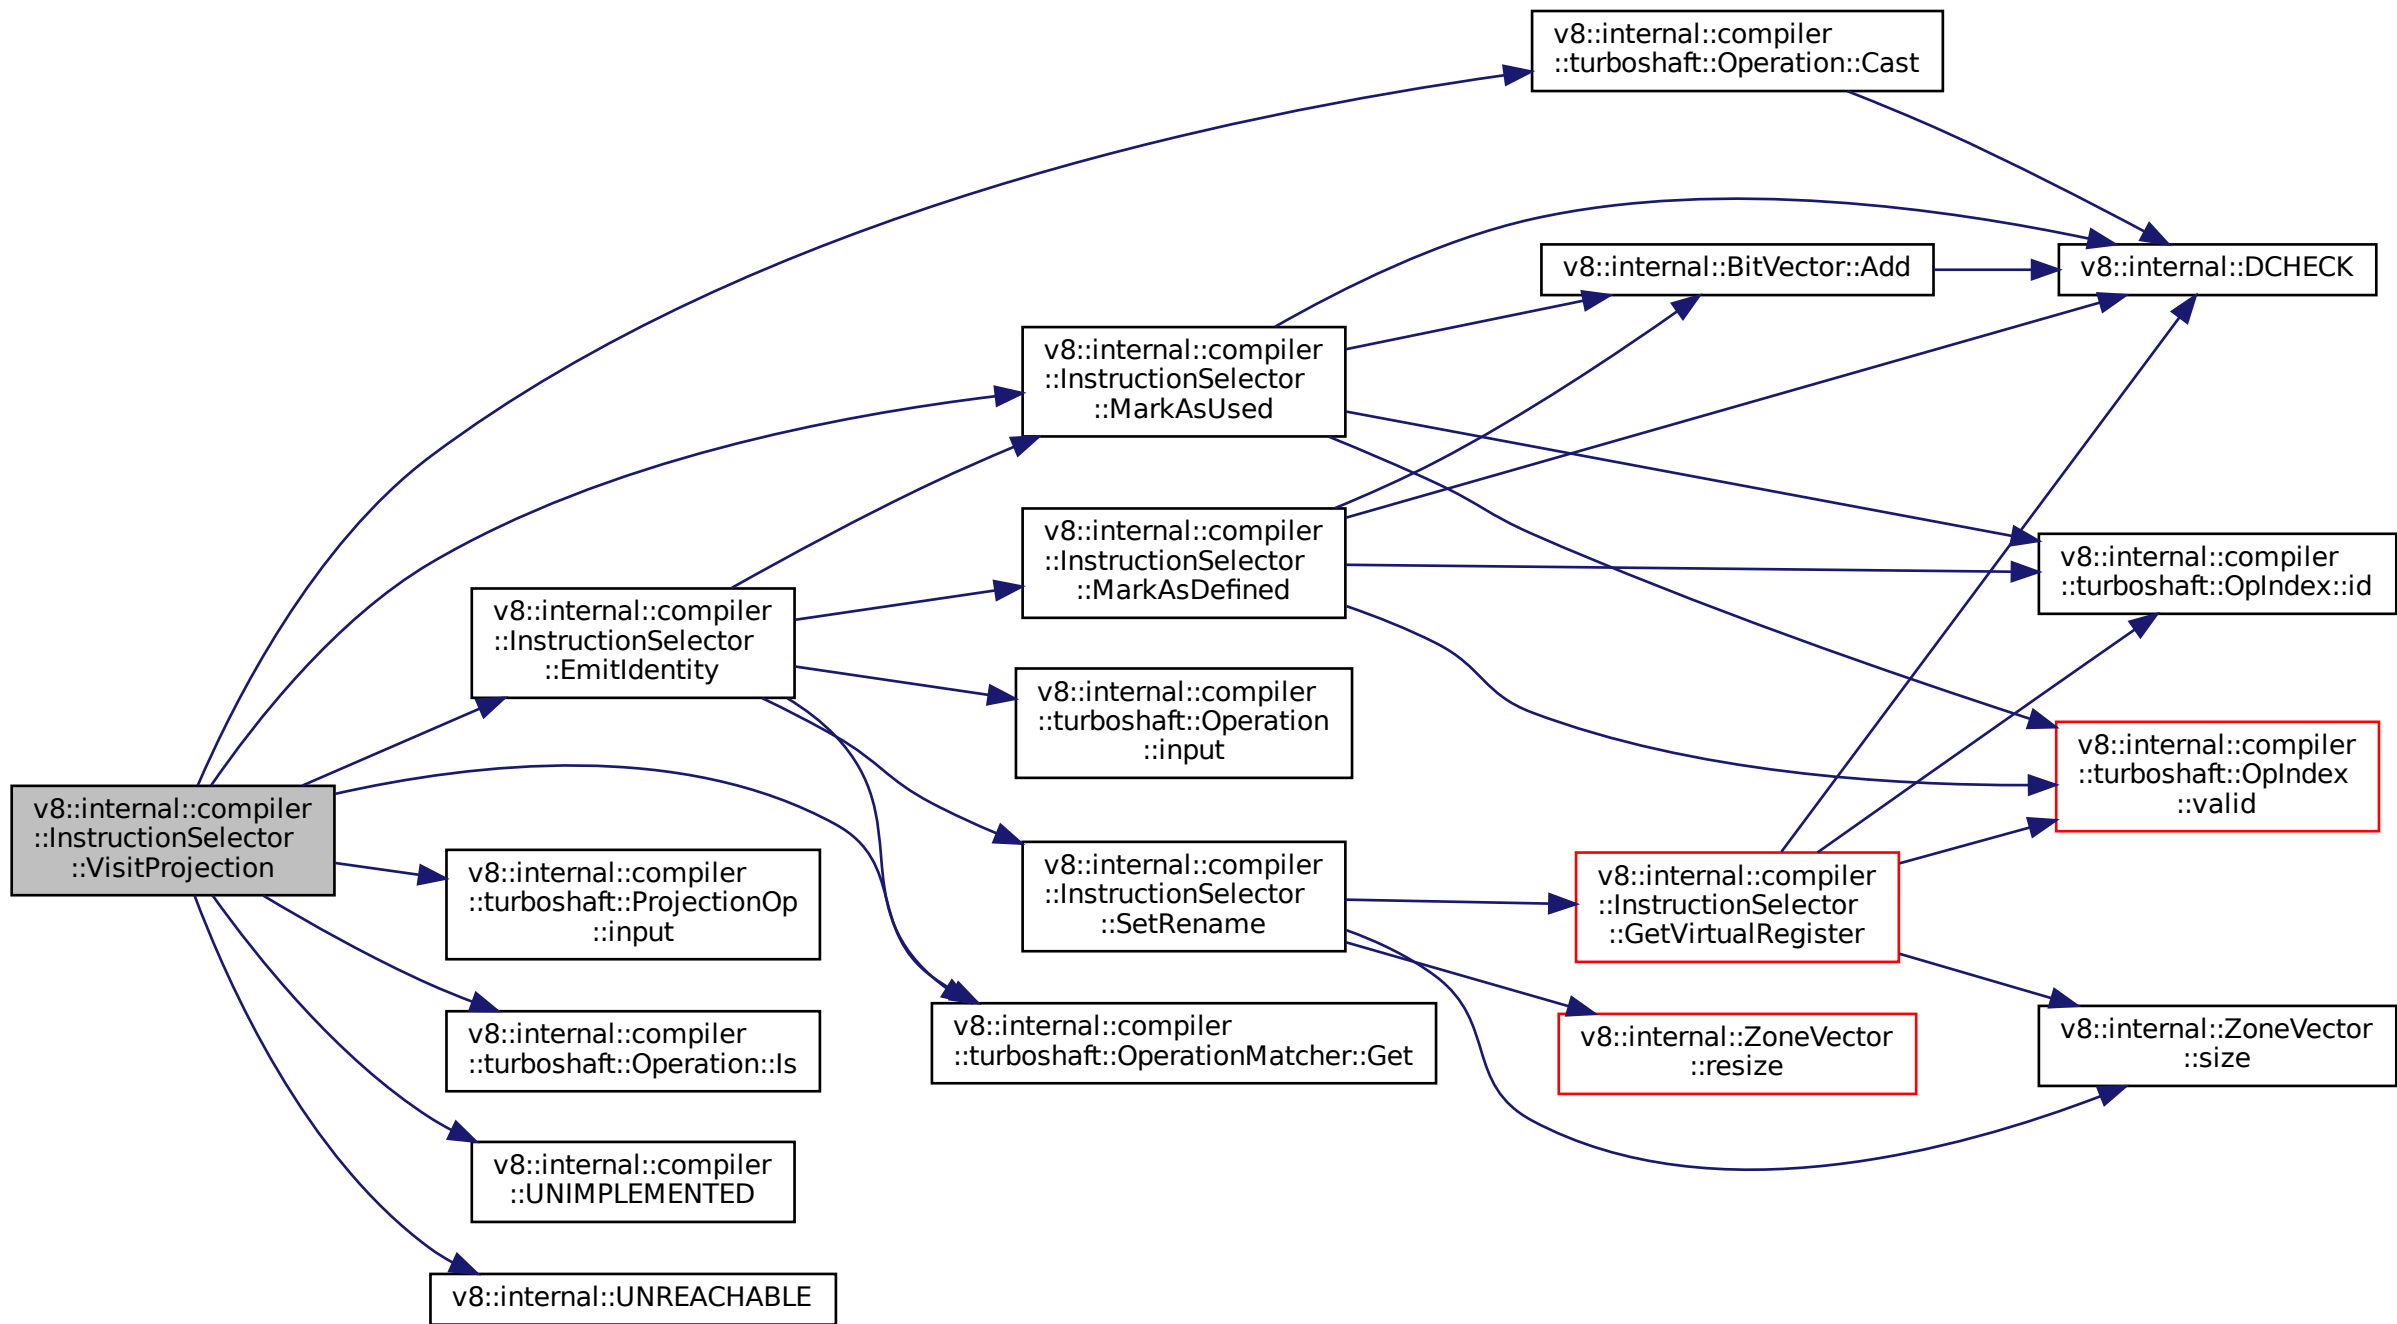 v8::internal::compiler
::turboshaft::Operation::Cast
v8::internal::BitVector::Add
v8::internal::DCHECK
v8::internal::compiler
::InstructionSelector
::MarkAsUsed
v8::internal::compiler
::InstructionSelector
::MarkAsDefined
v8::internal::compiler
::turboshaft::OpIndex::id
v8::internal::compiler
::InstructionSelector
::EmitIdentity
v8::internal::compiler
::turboshaft::Operation
::input
v8::internal::compiler
::turboshaft::OpIndex
::valid
v8::internal::compiler
::InstructionSelector
::VisitProjection
v8::internal::compiler
::turboshaft::ProjectionOp
::input
v8::internal::compiler
::InstructionSelector
::SetRename
v8::internal::compiler
::InstructionSelector
::GetVirtualRegister
v8::internal::compiler
::turboshaft::Operation::Is
v8::internal::compiler
::turboshaft::OperationMatcher::Get
v8::internal::ZoneVector
::resize
v8::internal::ZoneVector
::size
v8::internal::compiler
::UNIMPLEMENTED
v8::internal::UNREACHABLE